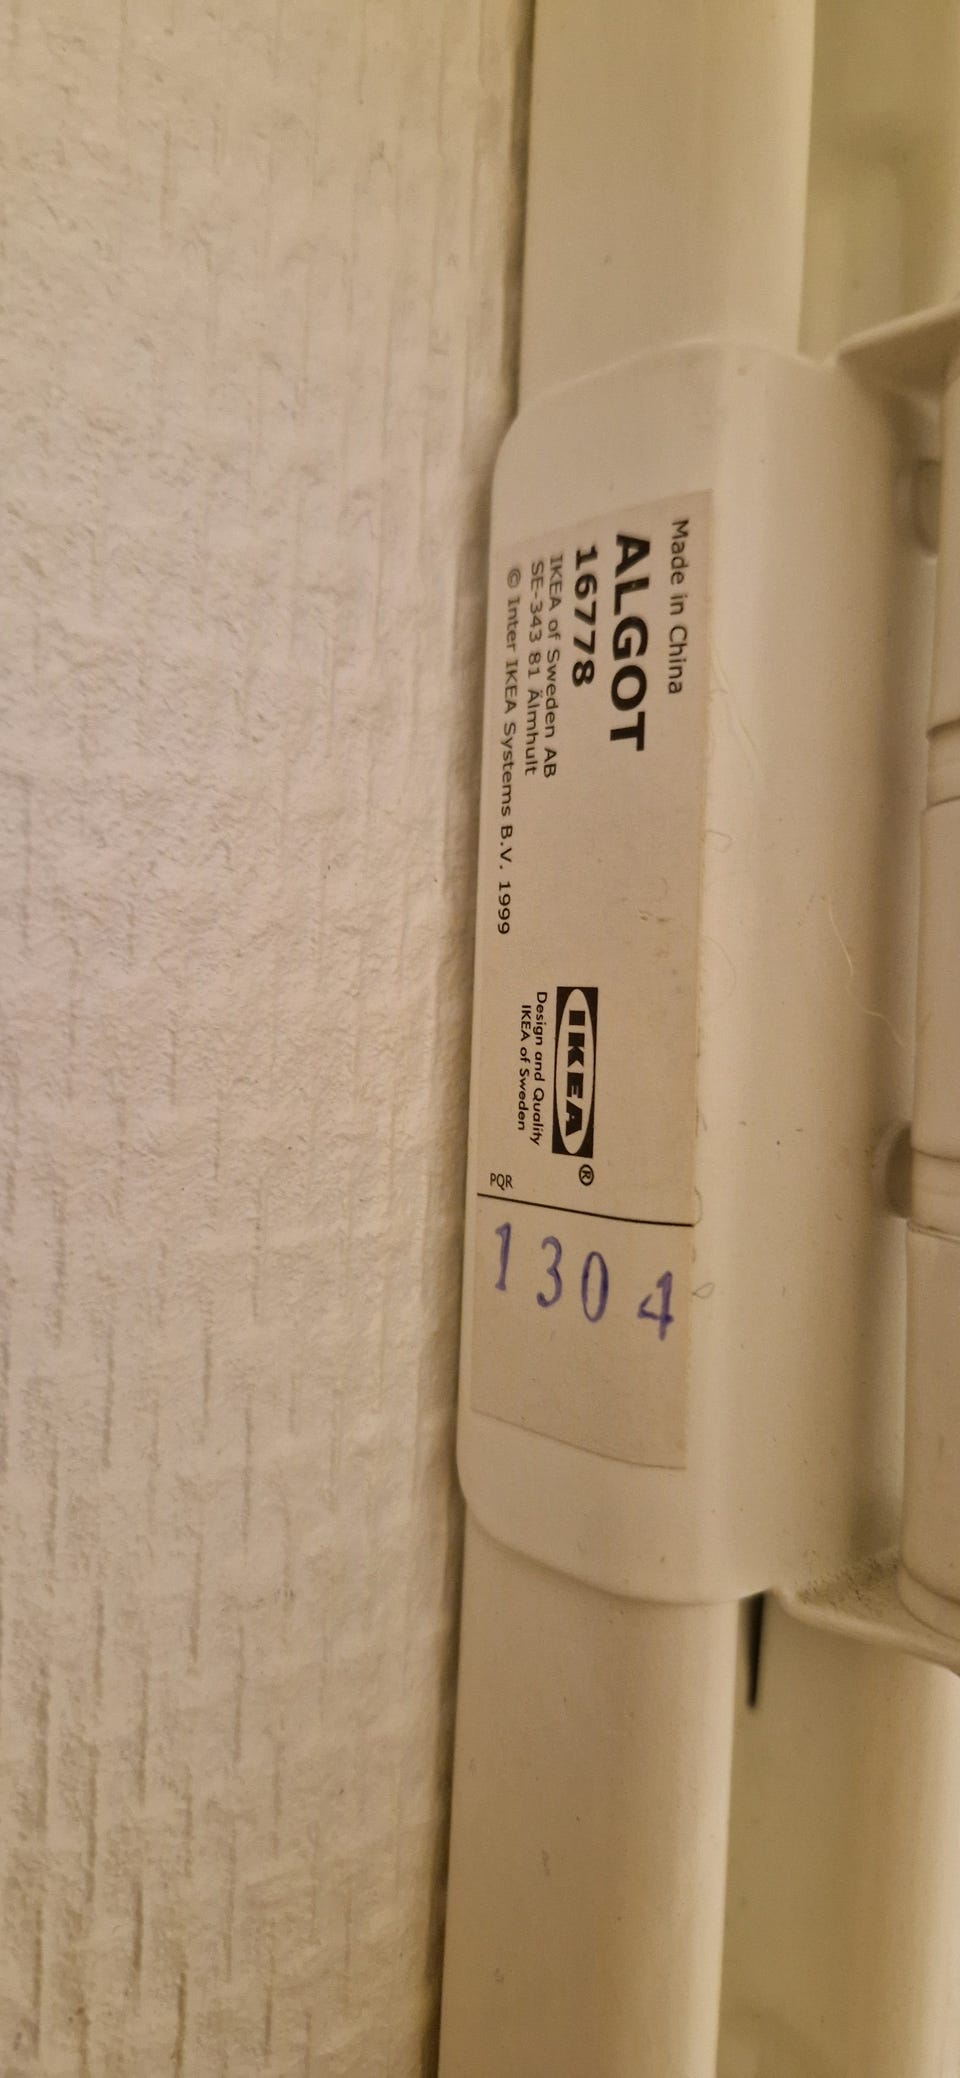 Made in China
ALGOT
16778
IKEA of Sweden AB
SE-343 81 Älmhult
© Inter IKEA Systems B.V. 1999
IKEA®
Design and Quality
IKEA of Sweden
PQR
1304